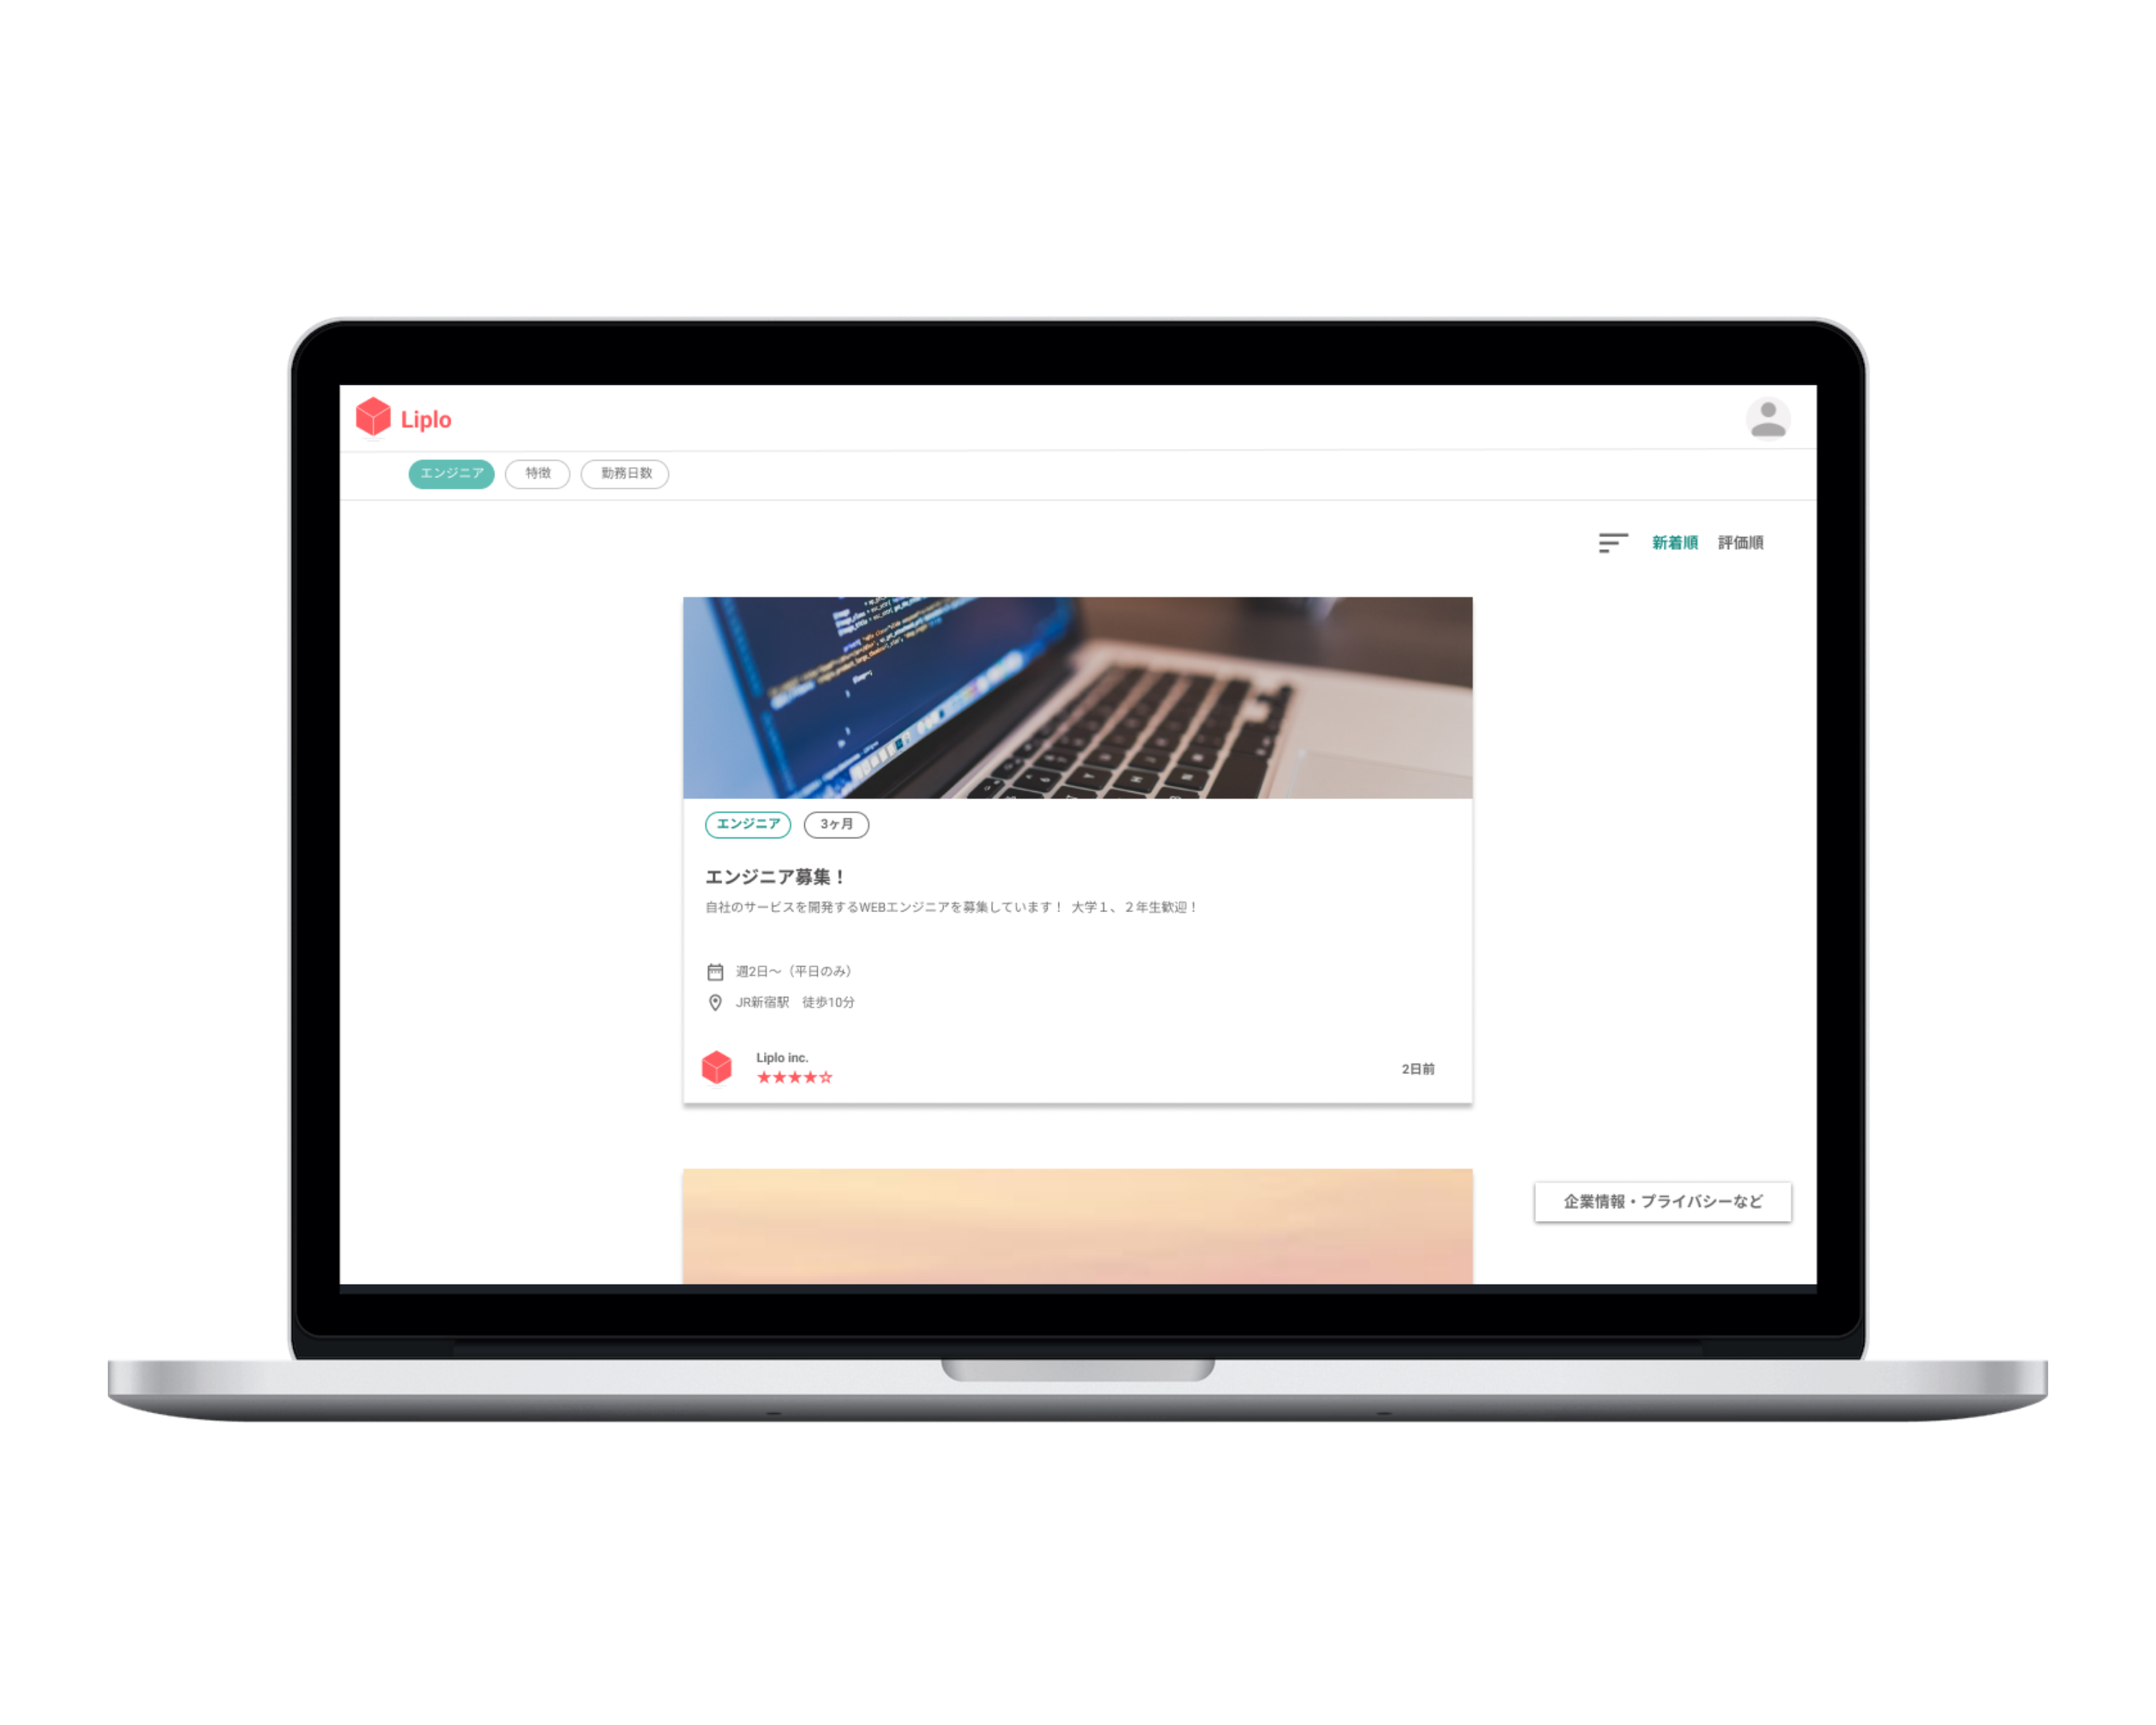 Liplo
エンジニア 特徴 勤務日数
新着順 評価順
エンジニア 3ヶ月
エンジニア募集！
自社のサービスを開発するWEBエンジニアを募集しています！ 大学１、２年生歓迎！
週2日〜（平日のみ）
JR新宿駅　徒歩10分
Liplo inc.
★★★★☆
2日前
企業情報・プライバシーなど